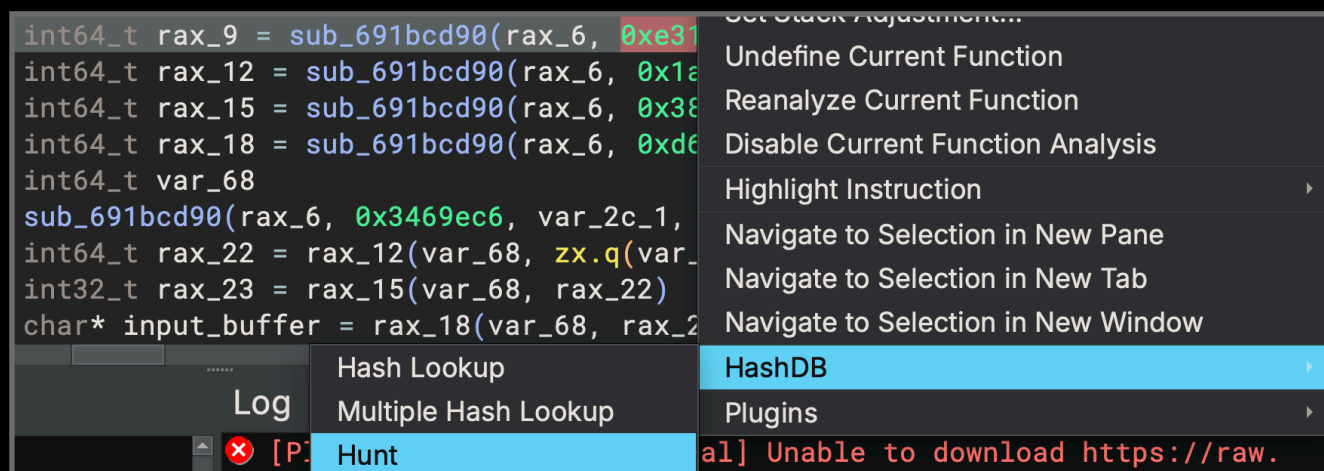 int64_t rax_9 = sub_691bcd90(rax_6, 0xe31
int64_t rax_12 = sub_691bcd90(rax_6, 0x1a
int64_t rax_15 = sub_691bcd90(rax_6, 0x38
int64_t rax_18 = sub_691bcd90(rax_6, 0xd6
int64_t var_68
sub_691bcd90(rax_6, 0x3469ec6, var_2c_1,
int64_t rax_22 = rax_12(var_68, zx.q(var_
int32_t rax_23 = rax_15(var_68, rax_22)
char* input_buffer = rax_18(var_68, rax_2
Set Stack Adjustment...
Undefine Current Function
Reanalyze Current Function
Disable Current Function Analysis
Highlight Instruction
Navigate to Selection in New Pane
Navigate to Selection in New Tab
Navigate to Selection in New Window
HashDB
Plugins
Hash Lookup
Multiple Hash Lookup
Hunt
Log
[Pl
al] Unable to download https://raw.